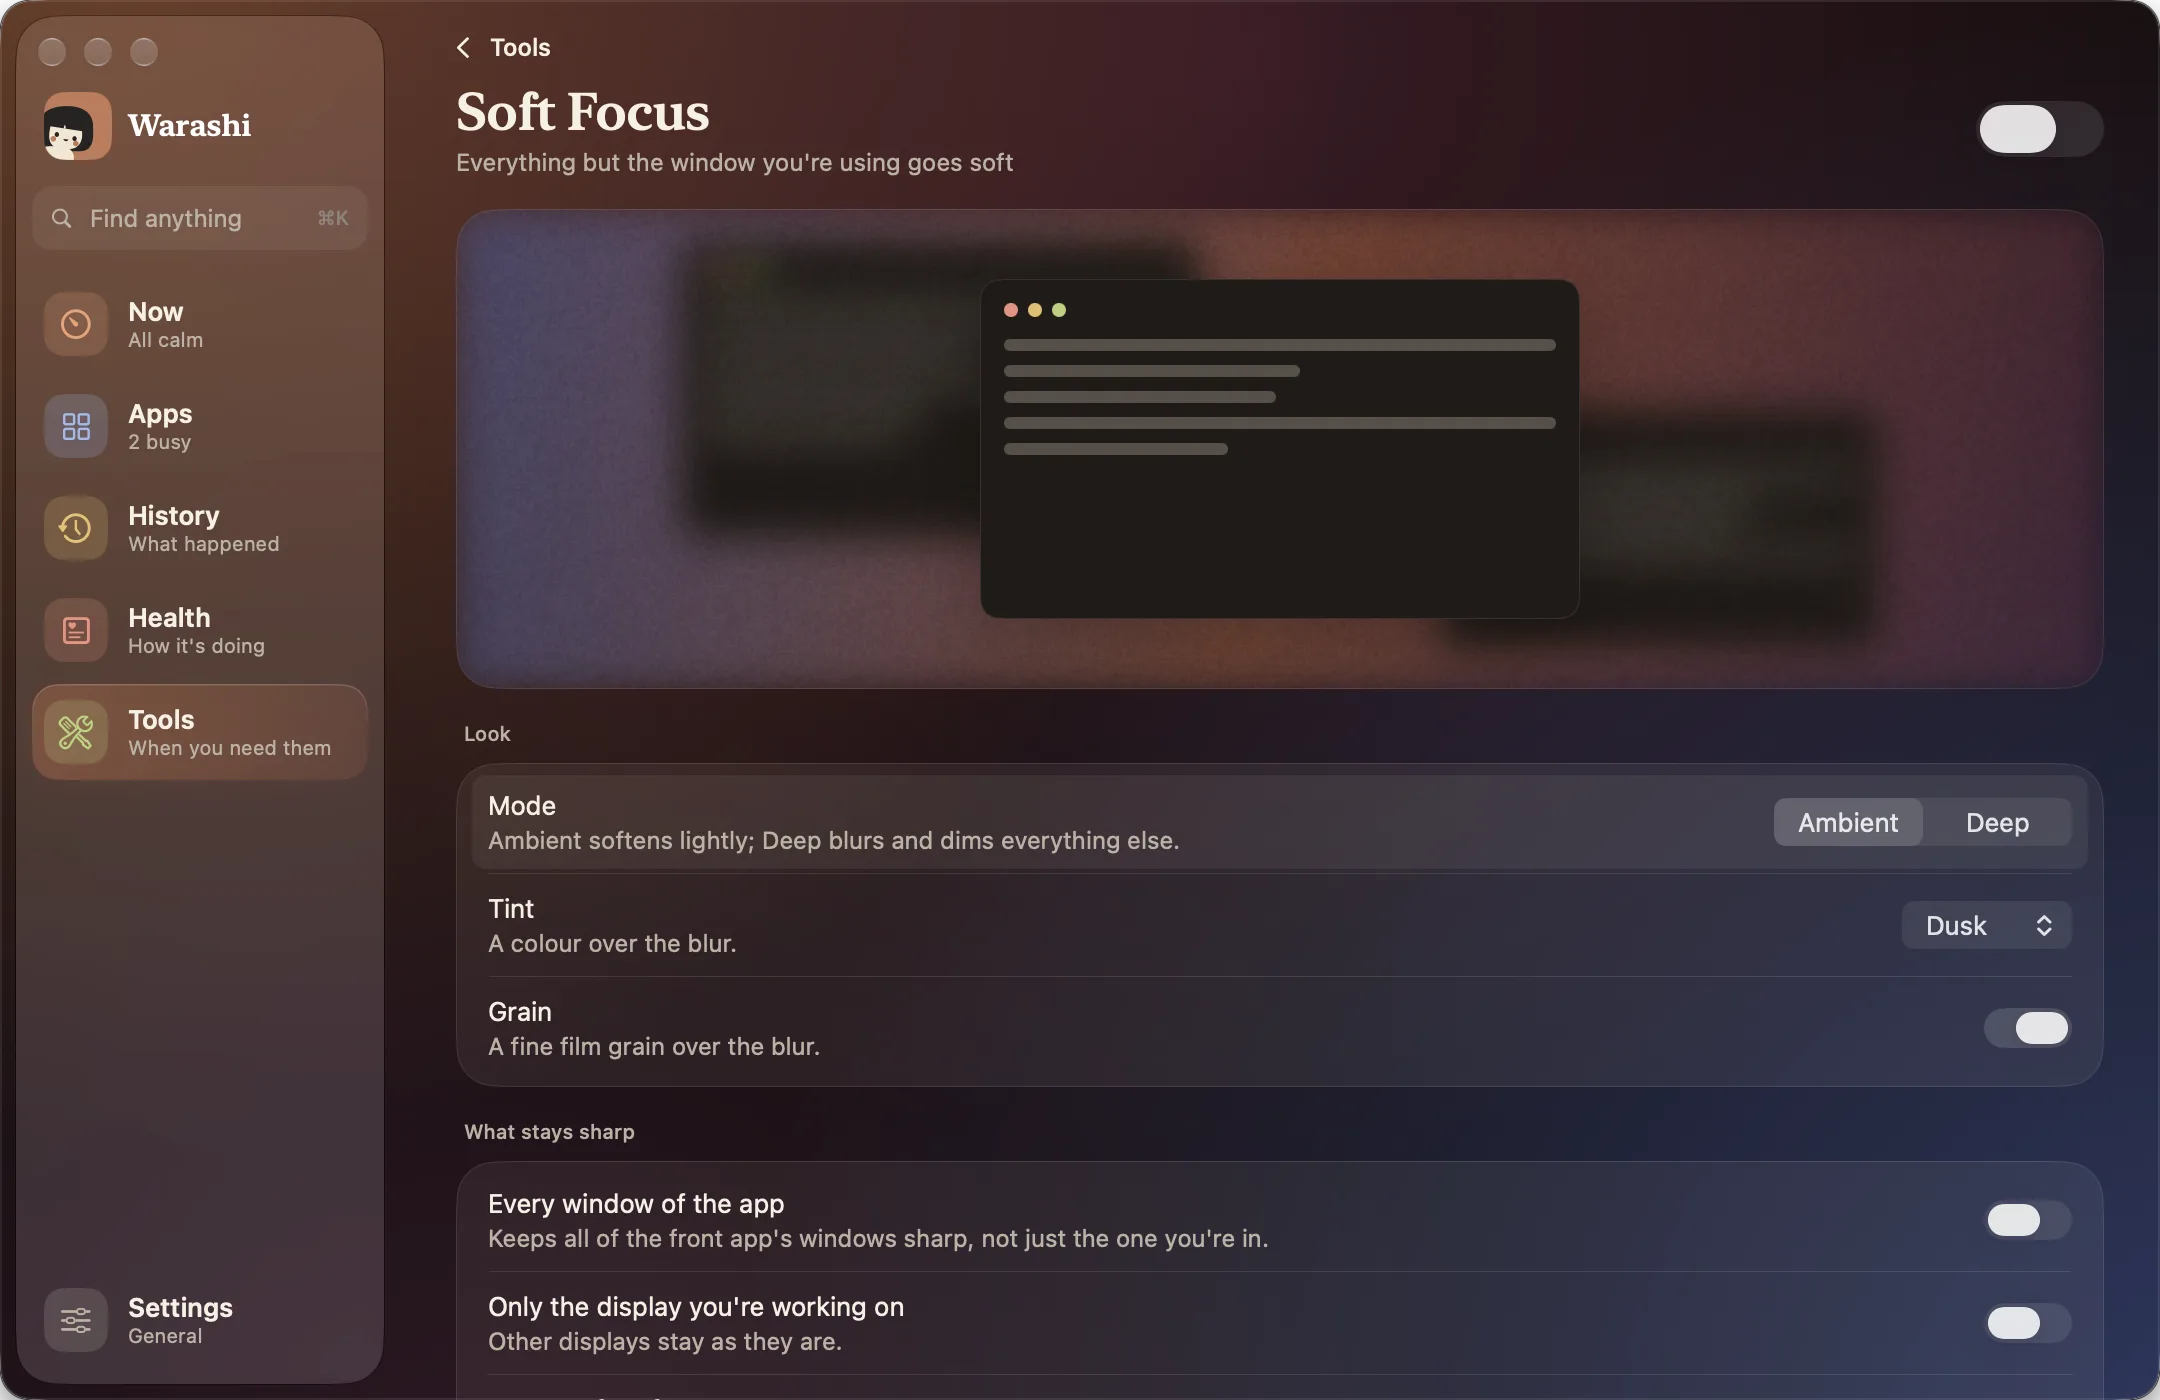 Warashi
Find anything ⌘K
Now
All calm
Apps
2 busy
History
What happened
Health
How it's doing
Tools
When you need them
Settings
General
Tools
Soft Focus
Everything but the window you're using goes soft
Look
Mode
Ambient softens lightly; Deep blurs and dims everything else.
Ambient Deep
Tint
A colour over the blur.
Dusk
Grain
A fine film grain over the blur.
What stays sharp
Every window of the app
Keeps all of the front app's windows sharp, not just the one you're in.
Only the display you're working on
Other displays stay as they are.